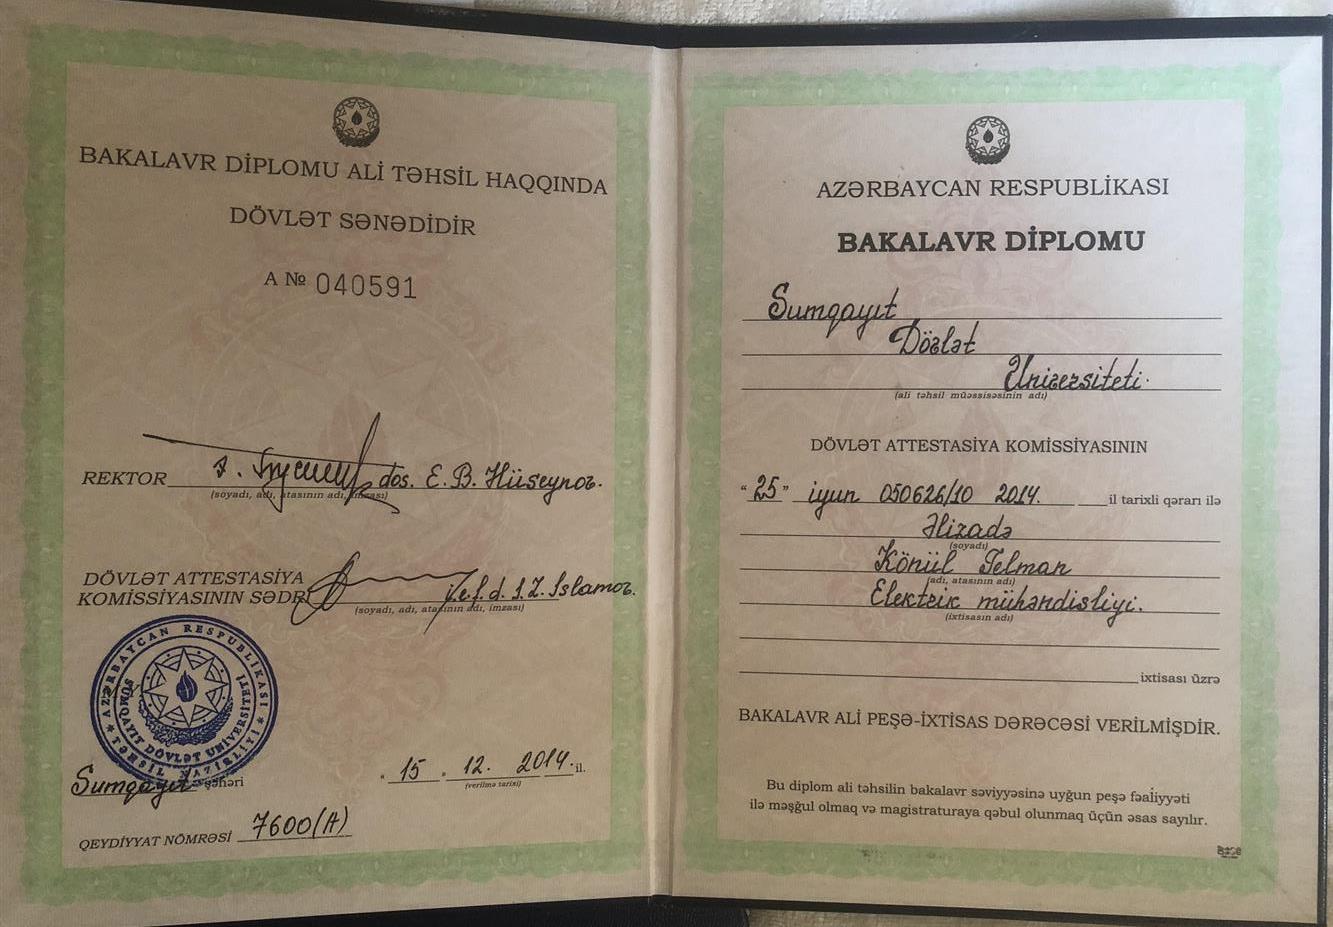 BAKALAVR DİPLOMU ALİ TƏHSİL HAQQINDA
DÖVLƏT SƏNƏDİDİR
A № 040591
REKTOR dos. E. B. Hüseynov.
(soyadı, adı, atasının adı, imzası)
DÖVLƏT ATTESTASİYA
KOMİSSİYASININ SƏDRİ İ.Z. İslamov.
(soyadı, adı, atasının adı, imzası)
AZƏRBAYCAN RESPUBLİKASI TƏHSİL NAZİRLİYİ
SUMQAYIT DÖVLƏT UNİVERSİTETİ
Sumqayıt şəhəri
" 15 " 12. 2014. il.
(verilmə tarixi)
QEYDİYYAT NÖMRƏSİ 7600(A)
AZƏRBAYCAN RESPUBLİKASI
BAKALAVR DİPLOMU
Sumqayıt
Dövlət
Universiteti.
(ali təhsil müəssisəsinin adı)
DÖVLƏT ATTESTASİYA KOMİSSİYASININ
" 25 " iyun 050626/10 2014. il tarixli qərarı ilə
Əlizadə
(soyadı)
Könül Telman
(adı, atasının adı)
Elektrik mühəndisliyi.
(ixtisasın adı)
ixtisası üzrə
BAKALAVR ALİ PEŞƏ-İXTİSAS DƏRƏCƏSİ VERİLMİŞDİR.
Bu diplom ali təhsilin bakalavr səviyyəsinə uyğun peşə fəaliyyəti
ilə məşğul olmaq və magistraturaya qəbul olunmaq üçün əsas sayılır.